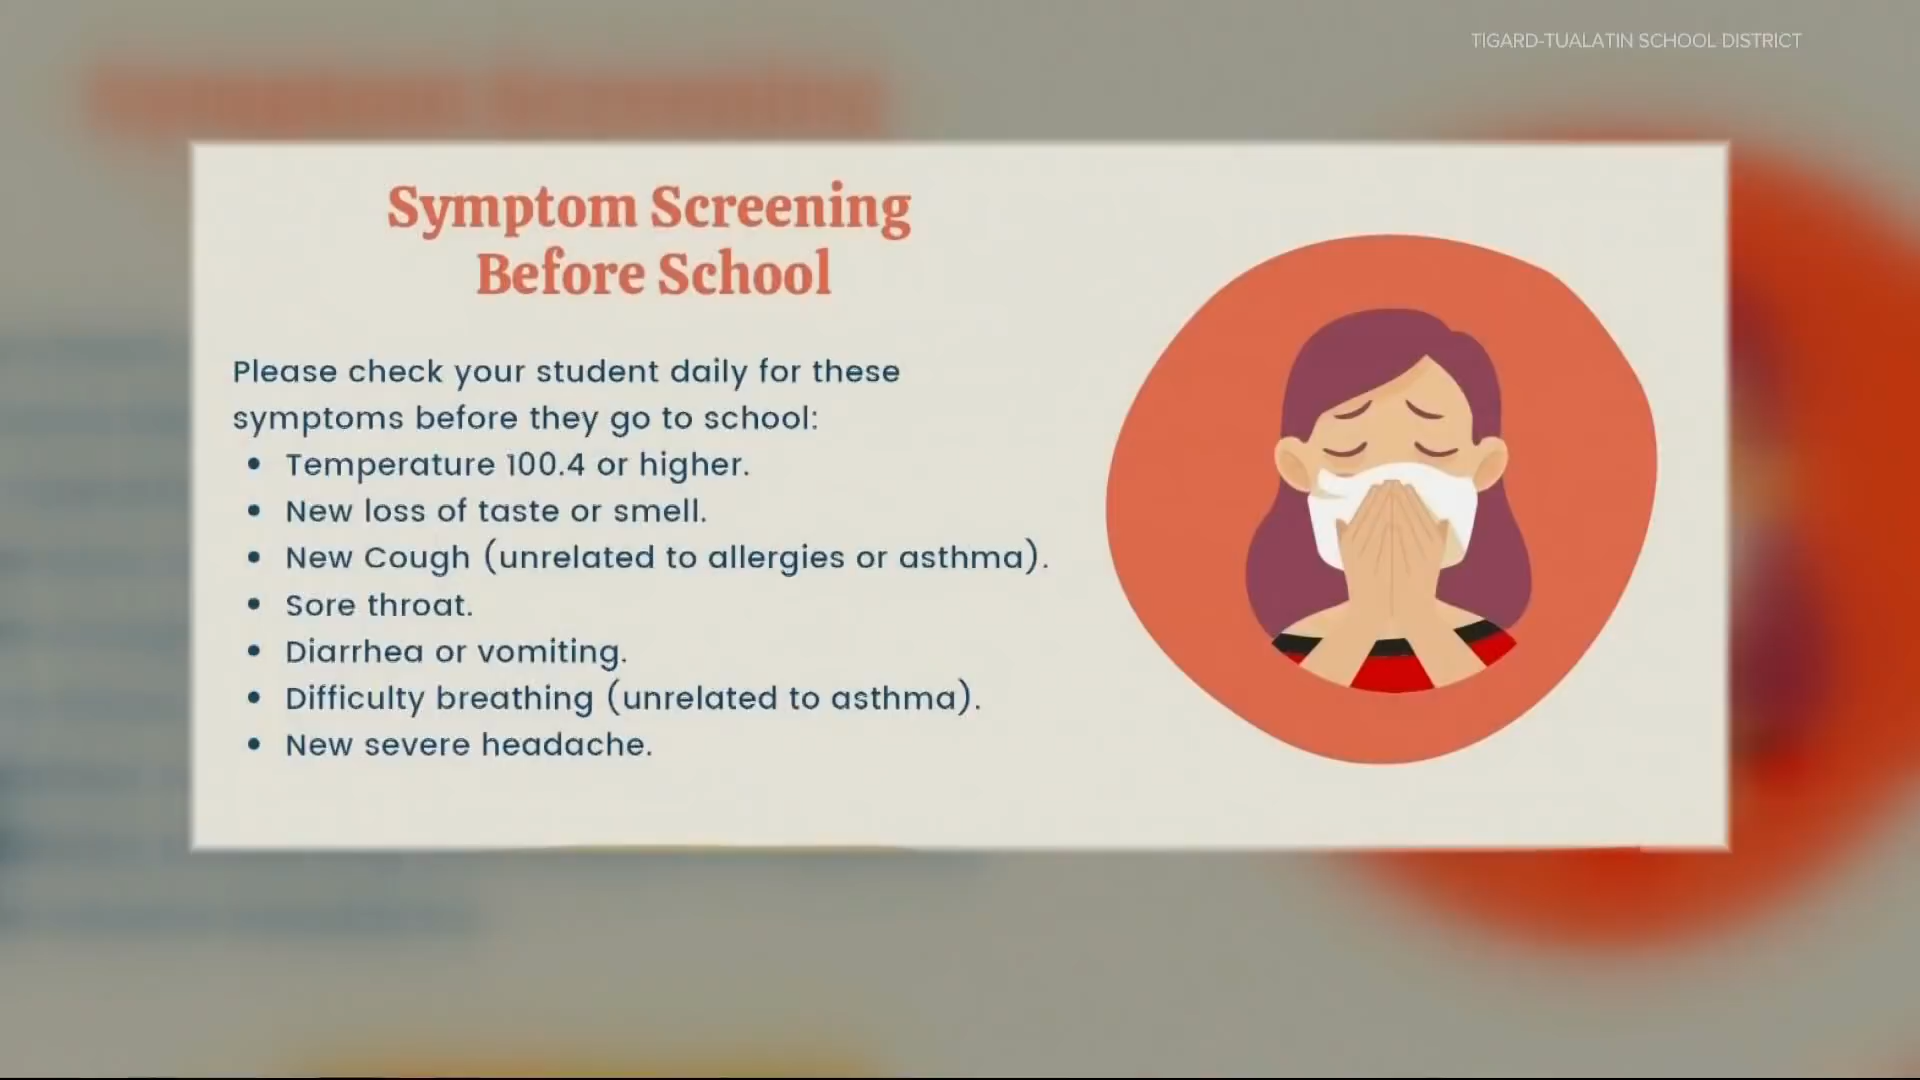 TIGARD-TUALATIN SCHOOL DISTRICT
Symptom Screening
Before School
Please check your student daily for these
symptoms before they go to school:
• Temperature 100.4 or higher.
• New loss of taste or smell.
• New Cough (unrelated to allergies or asthma).
• Sore throat.
• Diarrhea or vomiting.
• Difficulty breathing (unrelated to asthma).
• New severe headache.